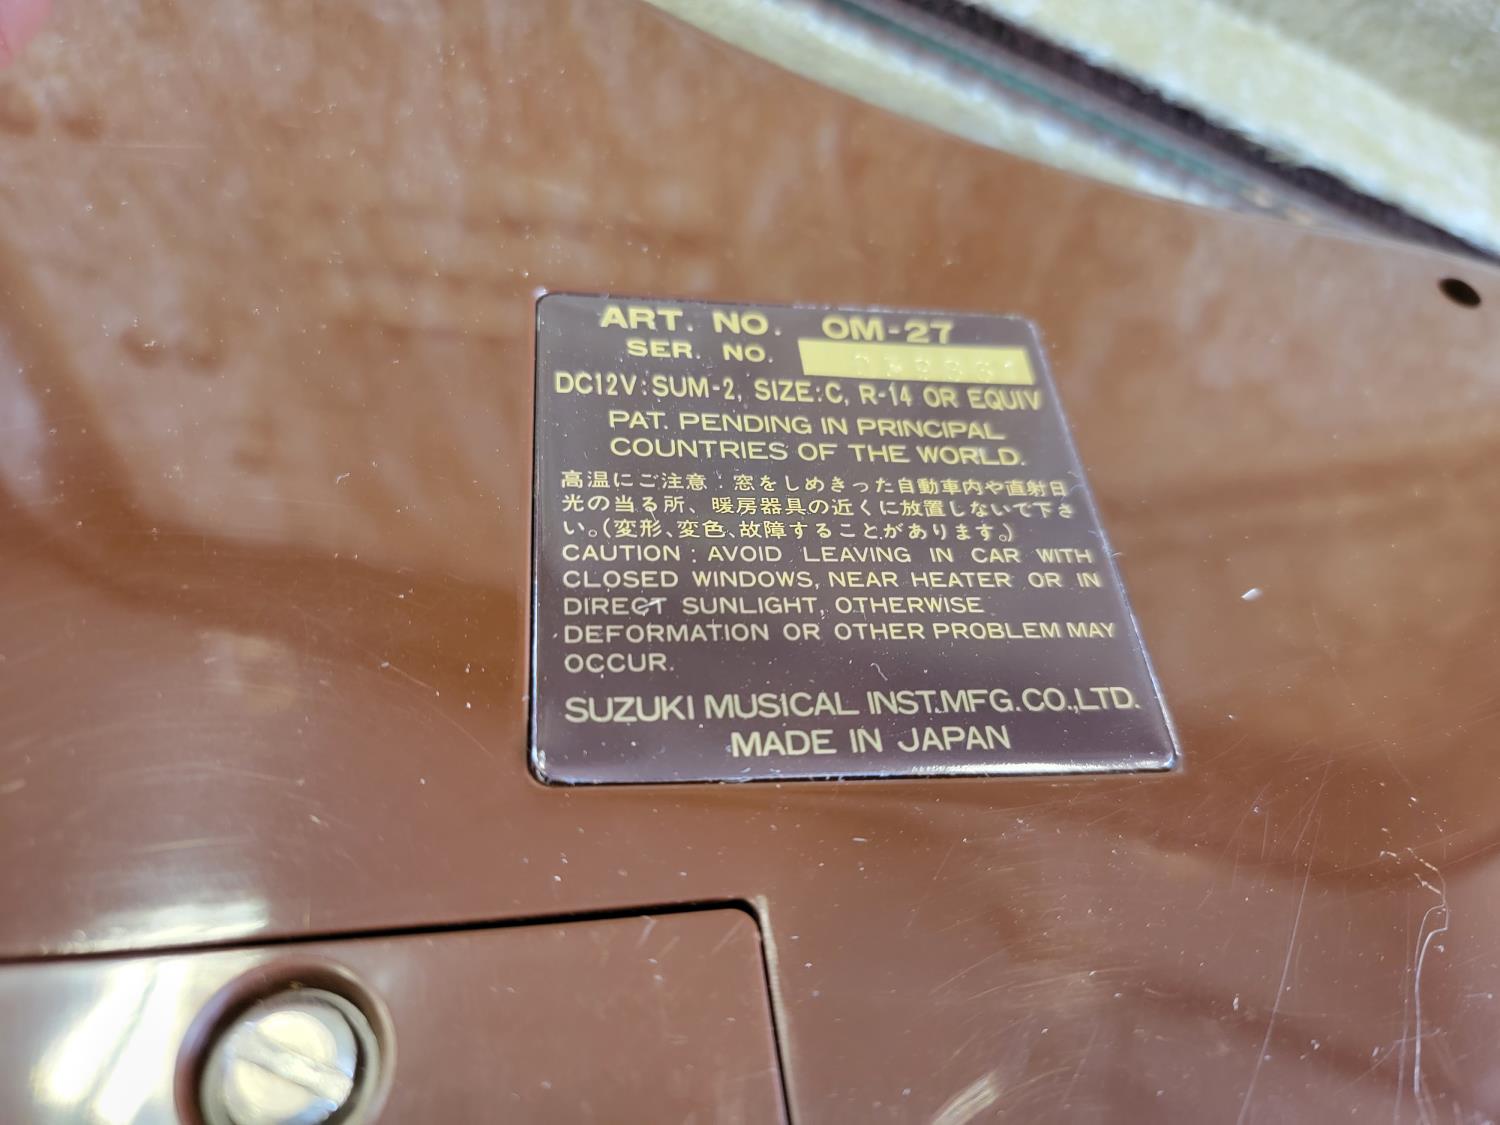 ART. NO. OM-27
SER. NO.
DC12V:SUM-2, SIZE:C, R-14 OR EQUIV
PAT. PENDING IN PRINCIPAL
COUNTRIES OF THE WORLD.
高温にご注意：窓をしめきった自動車内や直射日
光の当る所、暖房器具の近くに放置しないで下さ
い。(変形、変色、故障することがあります。)
CAUTION : AVOID LEAVING IN CAR WITH
CLOSED WINDOWS, NEAR HEATER OR IN
DIRECT SUNLIGHT, OTHERWISE
DEFORMATION OR OTHER PROBLEM MAY
OCCUR.
SUZUKI MUSICAL INST.MFG.CO.,LTD.
MADE IN JAPAN